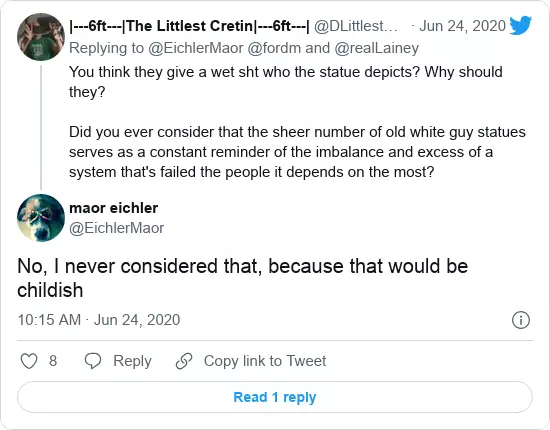 |---6ft---|The Littlest Cretin|---6ft---| @DLittlest... · Jun 24, 2020
Replying to @EichlerMaor @fordm and @realLainey
You think they give a wet sht who the statue depicts? Why should
they?
Did you ever consider that the sheer number of old white guy statues
serves as a constant reminder of the imbalance and excess of a
system that's failed the people it depends on the most?
maor eichler
@EichlerMaor
No, I never considered that, because that would be
childish
10:15 AM · Jun 24, 2020
8 Reply Copy link to Tweet
Read 1 reply